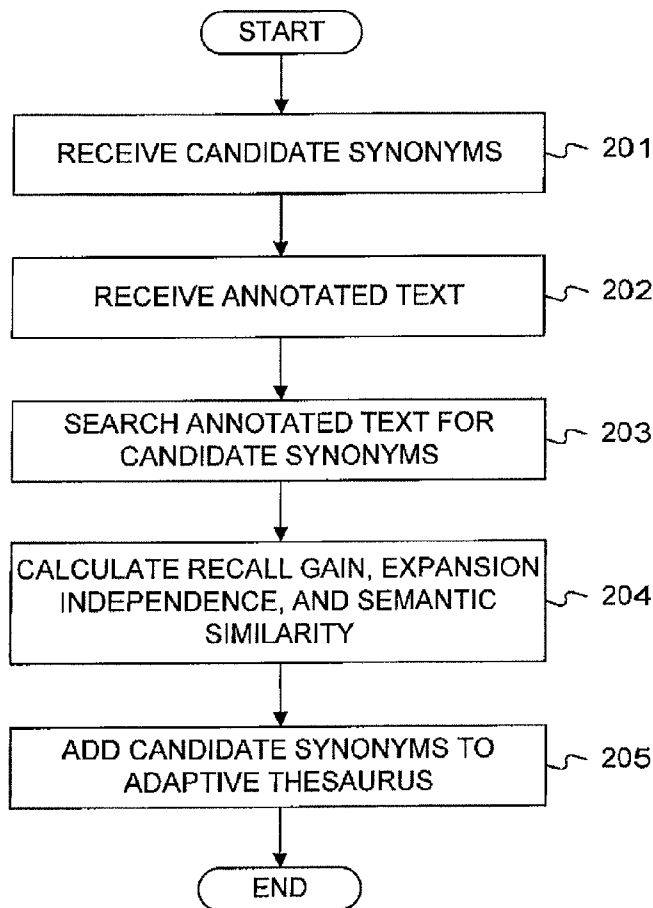 START
RECEIVE CANDIDATE SYNONYMS
201
RECEIVE ANNOTATED TEXT
202
SEARCH ANNOTATED TEXT FOR
CANDIDATE SYNONYMS
203
CALCULATE RECALL GAIN, EXPANSION
INDEPENDENCE, AND SEMANTIC
SIMILARITY
204
ADD CANDIDATE SYNONYMS TO
ADAPTIVE THESAURUS
205
END